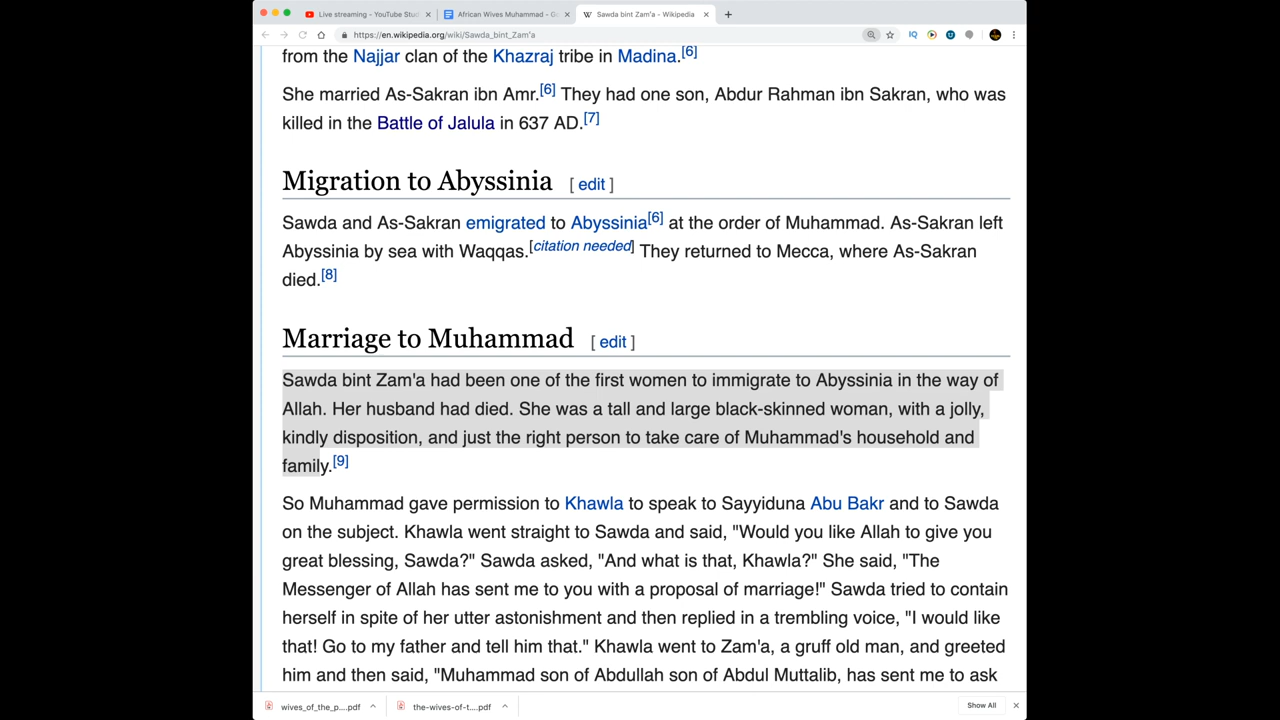 Live streaming - YouTube Stud
African Wives Muhammad - G
Sawda bint Zam'a - Wikipedia
https://en.wikipedia.org/wiki/Sawda_bint_Zam'a
from the Najjar clan of the Khazraj tribe in Madina.[6]
She married As-Sakran ibn Amr.[6] They had one son, Abdur Rahman ibn Sakran, who was
killed in the Battle of Jalula in 637 AD.[7]
Migration to Abyssinia [ edit ]
Sawda and As-Sakran emigrated to Abyssinia[6] at the order of Muhammad. As-Sakran left
Abyssinia by sea with Waqqas.[citation needed] They returned to Mecca, where As-Sakran
died.[8]
Marriage to Muhammad [ edit ]
Sawda bint Zam'a had been one of the first women to immigrate to Abyssinia in the way of
Allah. Her husband had died. She was a tall and large black-skinned woman, with a jolly,
kindly disposition, and just the right person to take care of Muhammad's household and
family.[9]
So Muhammad gave permission to Khawla to speak to Sayyiduna Abu Bakr and to Sawda
on the subject. Khawla went straight to Sawda and said, "Would you like Allah to give you
great blessing, Sawda?" Sawda asked, "And what is that, Khawla?" She said, "The
Messenger of Allah has sent me to you with a proposal of marriage!" Sawda tried to contain
herself in spite of her utter astonishment and then replied in a trembling voice, "I would like
that! Go to my father and tell him that." Khawla went to Zam'a, a gruff old man, and greeted
him and then said, "Muhammad son of Abdullah son of Abdul Muttalib, has sent me to ask
wives_of_the_p....pdf
the-wives-of-t....pdf
Show All